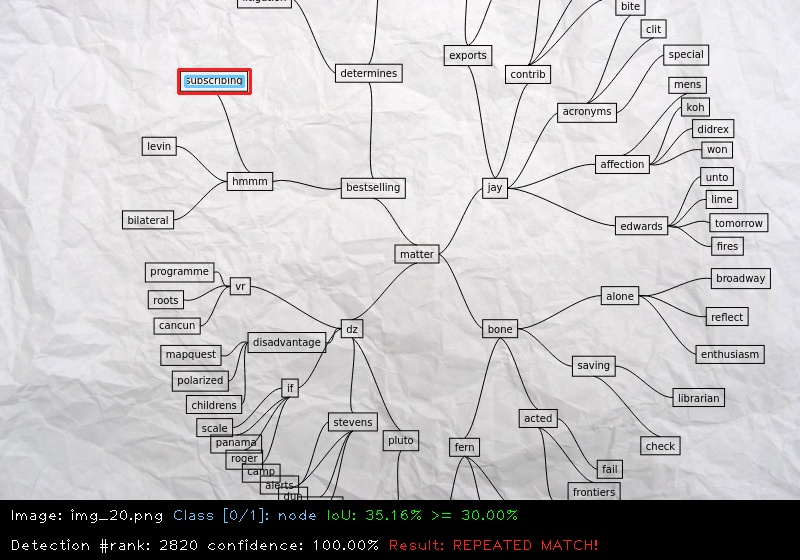 litigation
bite
clit
exports
special
determines
contrib
subscribing
mens
koh
acronyms
didrex
levin
won
affection
hmmm
bestselling
jay
unto
lime
bilateral
edwards
tomorrow
fires
matter
programme
broadway
vr
roots
alone
reflect
cancun
dz
bone
disadvantage
mapquest
enthusiasm
saving
polarized
if
librarian
childrens
acted
stevens
scale
pluto
panama
fern
check
roger
camp
fail
alerts
frontiers
Image: img_20.png Class [0/1]: node IoU: 35.16% >= 30.00%
Detection #rank: 2820 confidence: 100.00% Result: REPEATED MATCH!